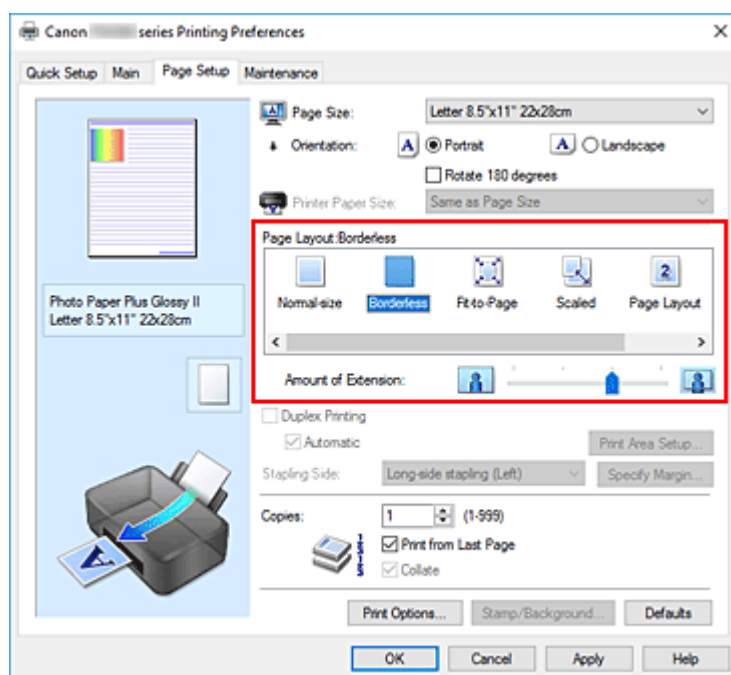 Canon series Printing Preferences
Quick Setup Main Page Setup Maintenance
Page Size: Letter 8.5"x11" 22x28cm
Orientation: A Portrait A Landscape
Rotate 180 degrees
Printer Paper Size: Same as Page Size
Page Layout:Borderless
2
Normal-size Borderless Fit-to-Page Scaled Page Layout
Photo Paper Plus Glossy II
Letter 8.5"x11" 22x28cm
Amount of Extension:
Duplex Printing
Automatic Print Area Setup...
Stapling Side: Long-side stapling (Left) Specify Margin...
Copies: 1 (1-999)
Print from Last Page
Collate
A
Print Options... Stamp/Background... Defaults
OK Cancel Apply Help